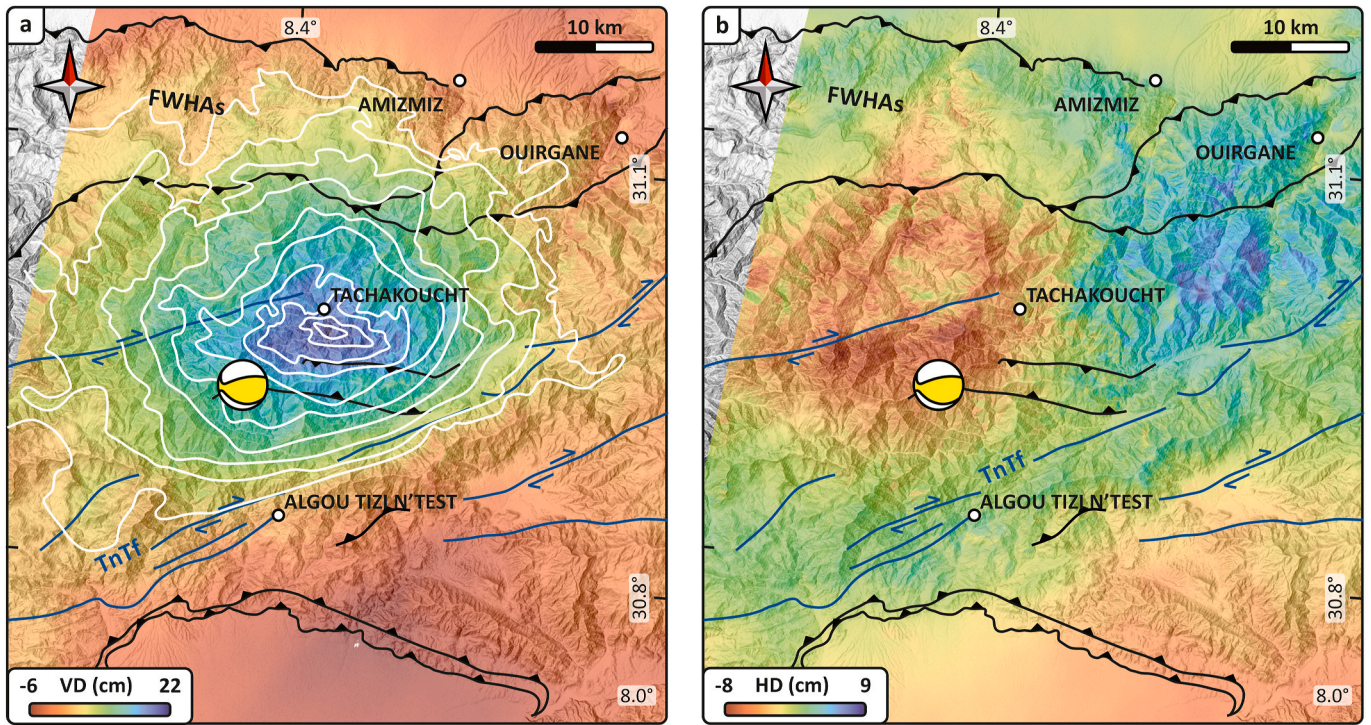 a
8.4°
10 km
FWHAs
AMIZMIZ
OUIRGANE
31.1°
TACHAKOUCHT
ALGOU TIZI N'TEST
TnTf
30.8°
-6 VD (cm) 22
8.0°
b
8.4°
10 km
FWHAs
AMIZMIZ
OUIRGANE
31.1°
TACHAKOUCHT
TnTf
ALGOU TIZI N'TEST
30.8°
-8 HD (cm) 9
8.0°